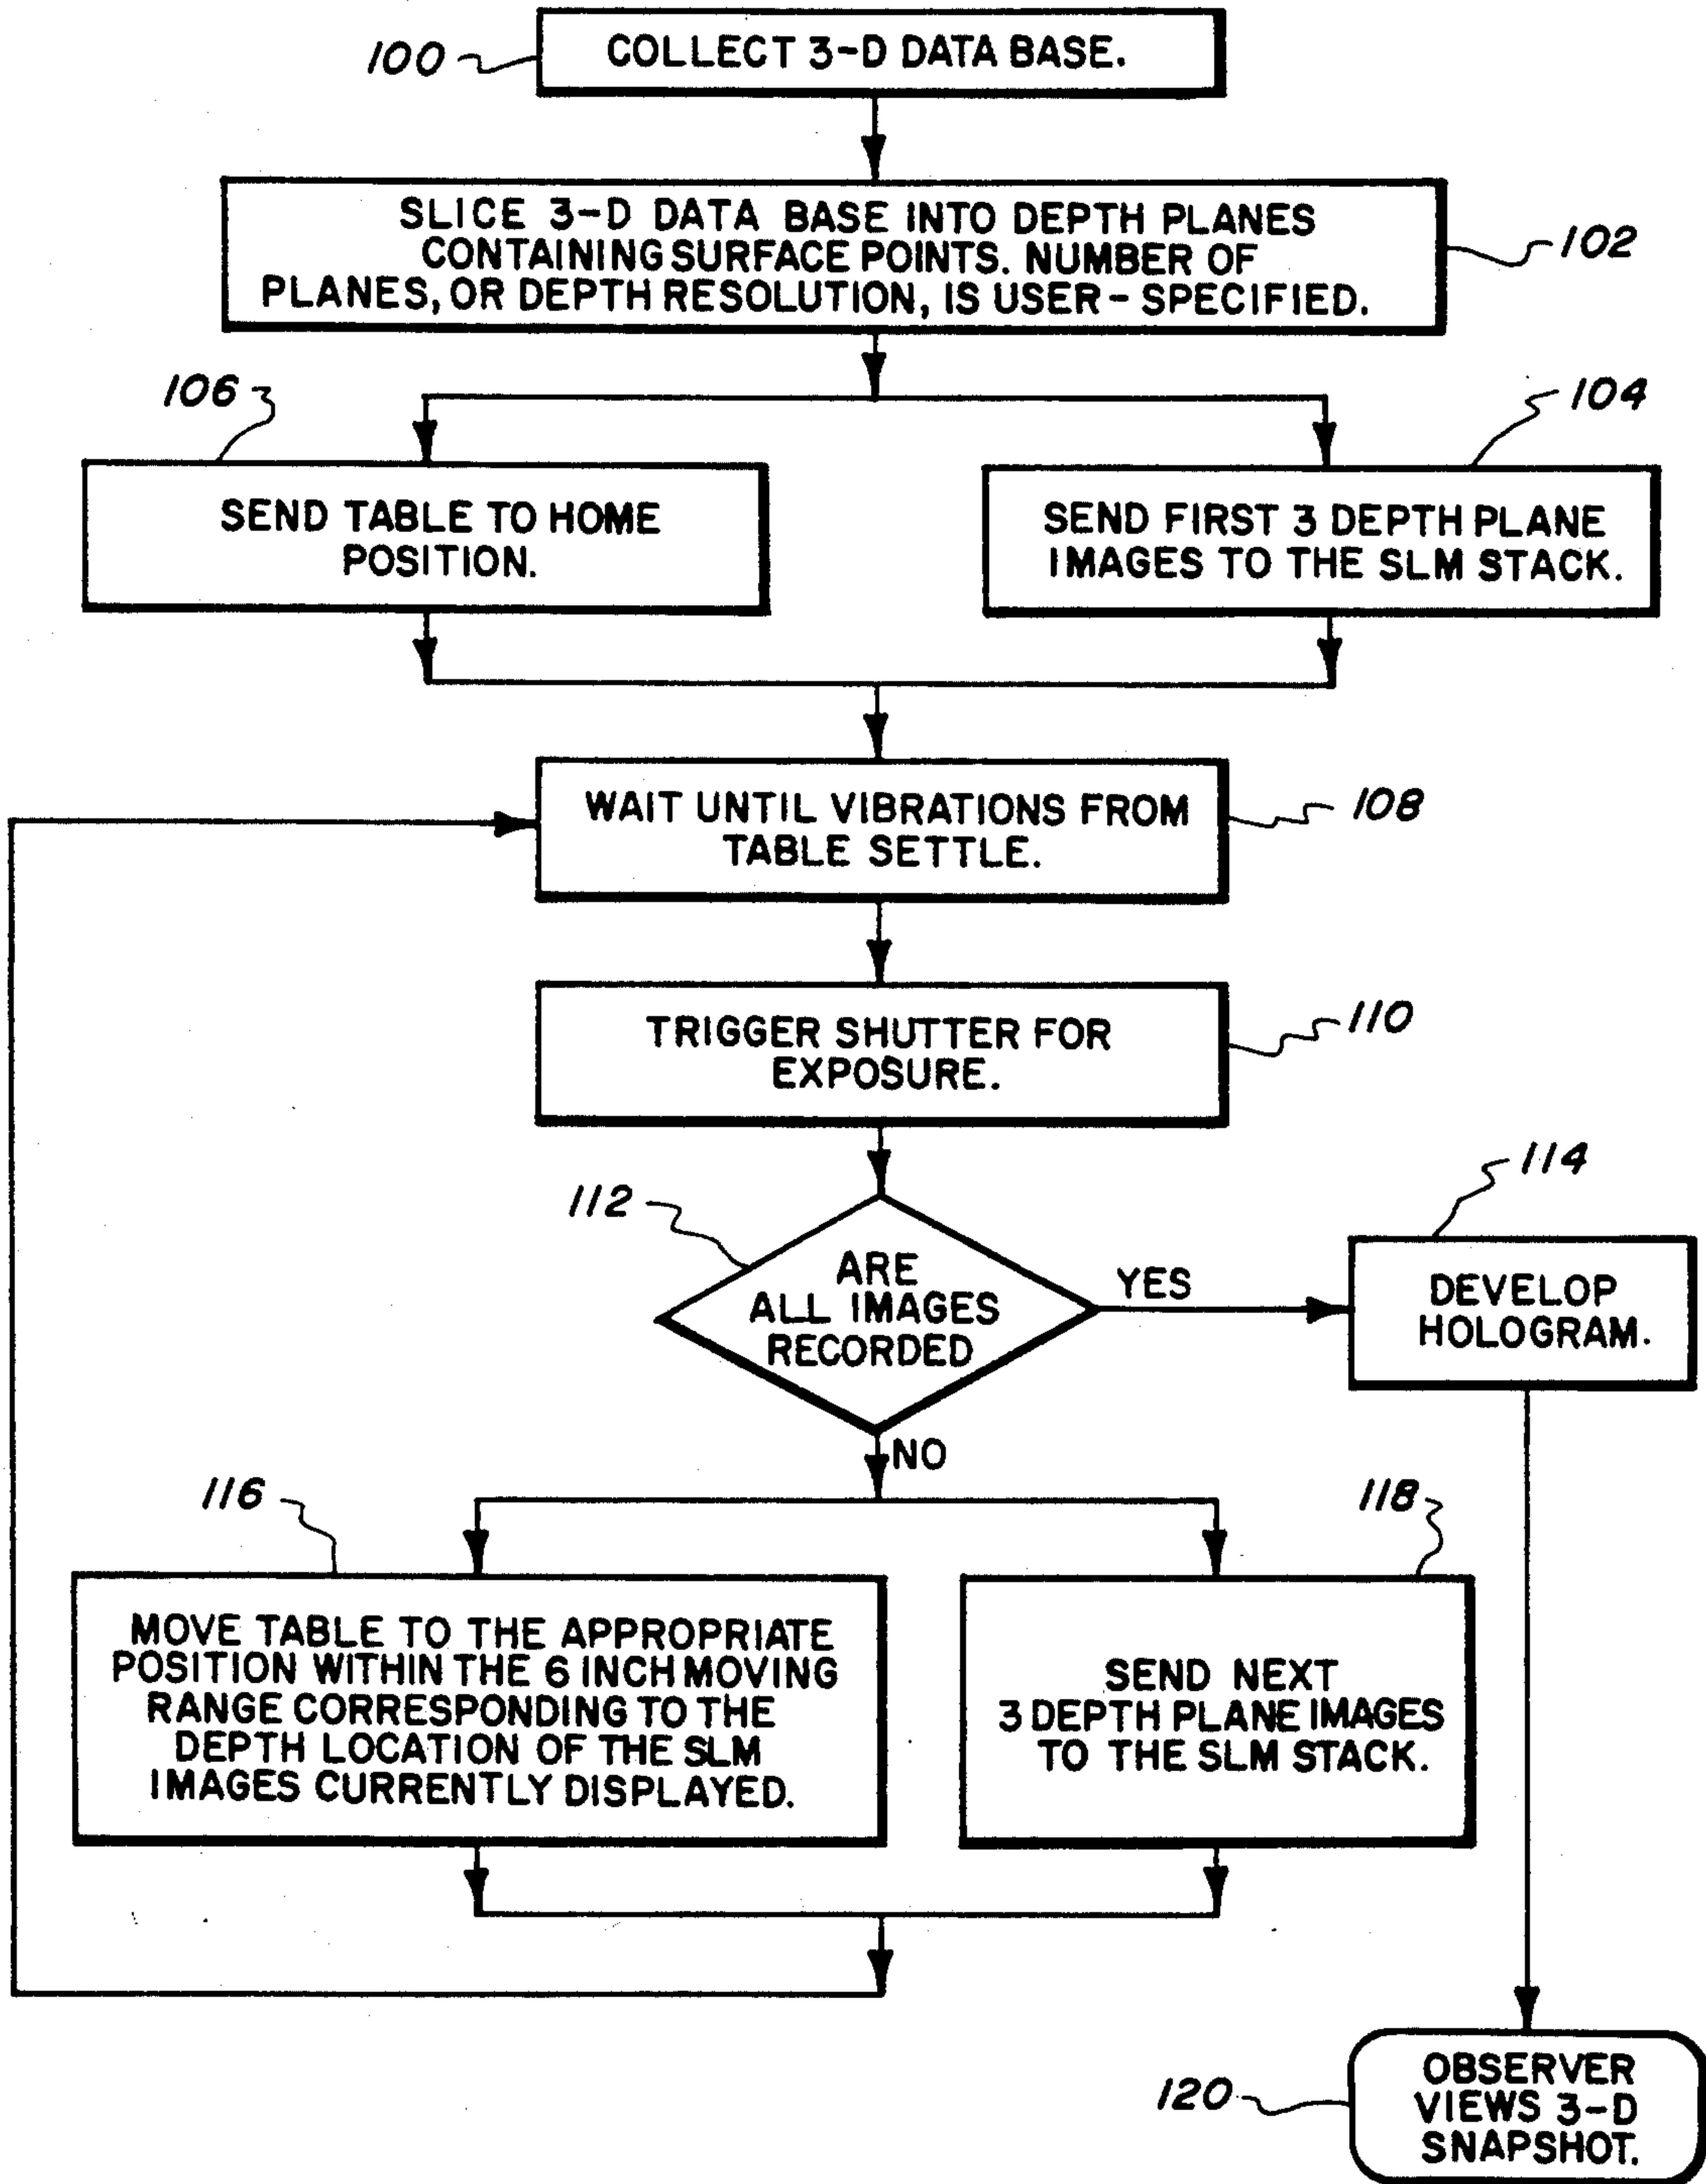 100
COLLECT 3-D DATA BASE.
SLICE 3-D DATA BASE INTO DEPTH PLANES
CONTAINING SURFACE POINTS. NUMBER OF
PLANES, OR DEPTH RESOLUTION, IS USER-SPECIFIED.
102
106
104
SEND TABLE TO HOME
POSITION.
SEND FIRST 3 DEPTH PLANE
IMAGES TO THE SLM STACK.
WAIT UNTIL VIBRATIONS FROM
TABLE SETTLE.
108
TRIGGER SHUTTER FOR
EXPOSURE.
110
112
ARE
ALL IMAGES
RECORDED
YES
114
DEVELOP
HOLOGRAM.
NO
116
118
MOVE TABLE TO THE APPROPRIATE
POSITION WITHIN THE 6 INCH MOVING
RANGE CORRESPONDING TO THE
DEPTH LOCATION OF THE SLM
IMAGES CURRENTLY DISPLAYED.
SEND NEXT
3 DEPTH PLANE IMAGES
TO THE SLM STACK.
120
OBSERVER
VIEWS 3-D
SNAPSHOT.